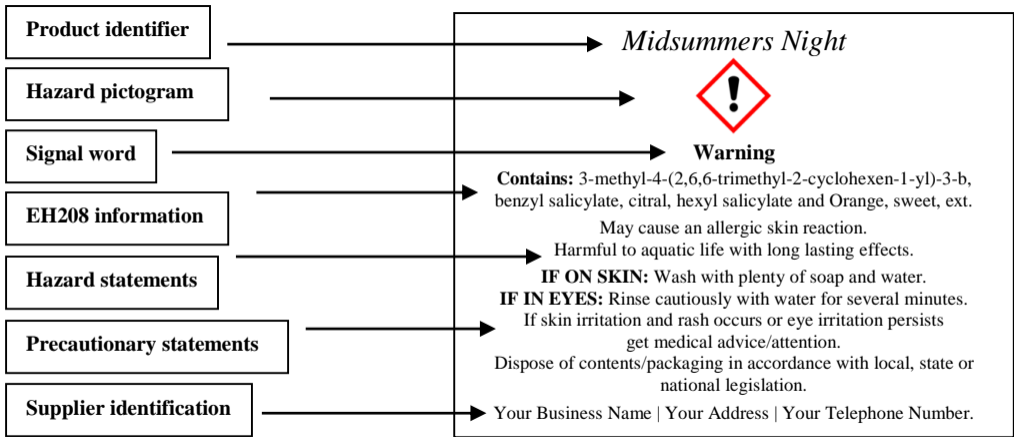 Product identifier
Hazard pictogram
Signal word
EH208 information
Hazard statements
Precautionary statements
Supplier identification
Midsummers Night
!
Warning
Contains: 3-methyl-4-(2,6,6-trimethyl-2-cyclohexen-1-yl)-3-b,
benzyl salicylate, citral, hexyl salicylate and Orange, sweet, ext.
May cause an allergic skin reaction.
Harmful to aquatic life with long lasting effects.
IF ON SKIN: Wash with plenty of soap and water.
IF IN EYES: Rinse cautiously with water for several minutes.
If skin irritation and rash occurs or eye irritation persists
get medical advice/attention.
Dispose of contents/packaging in accordance with local, state or
national legislation.
Your Business Name | Your Address | Your Telephone Number.